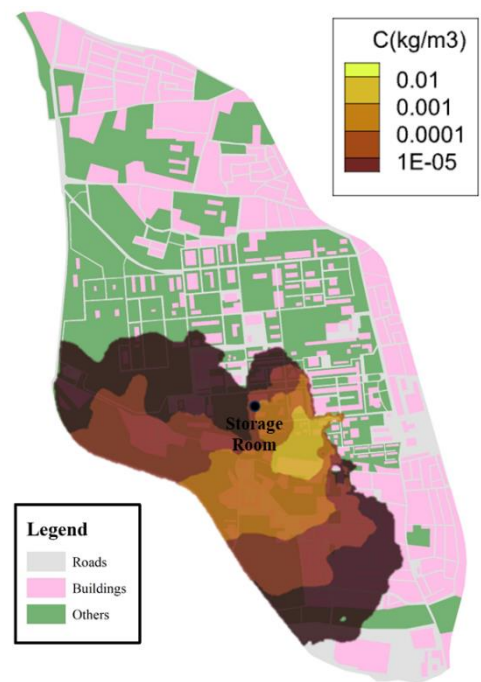 C(kg/m3)
0.01
0.001
0.0001
1E-05
Storage
Room
Legend
Roads
Buildings
Others